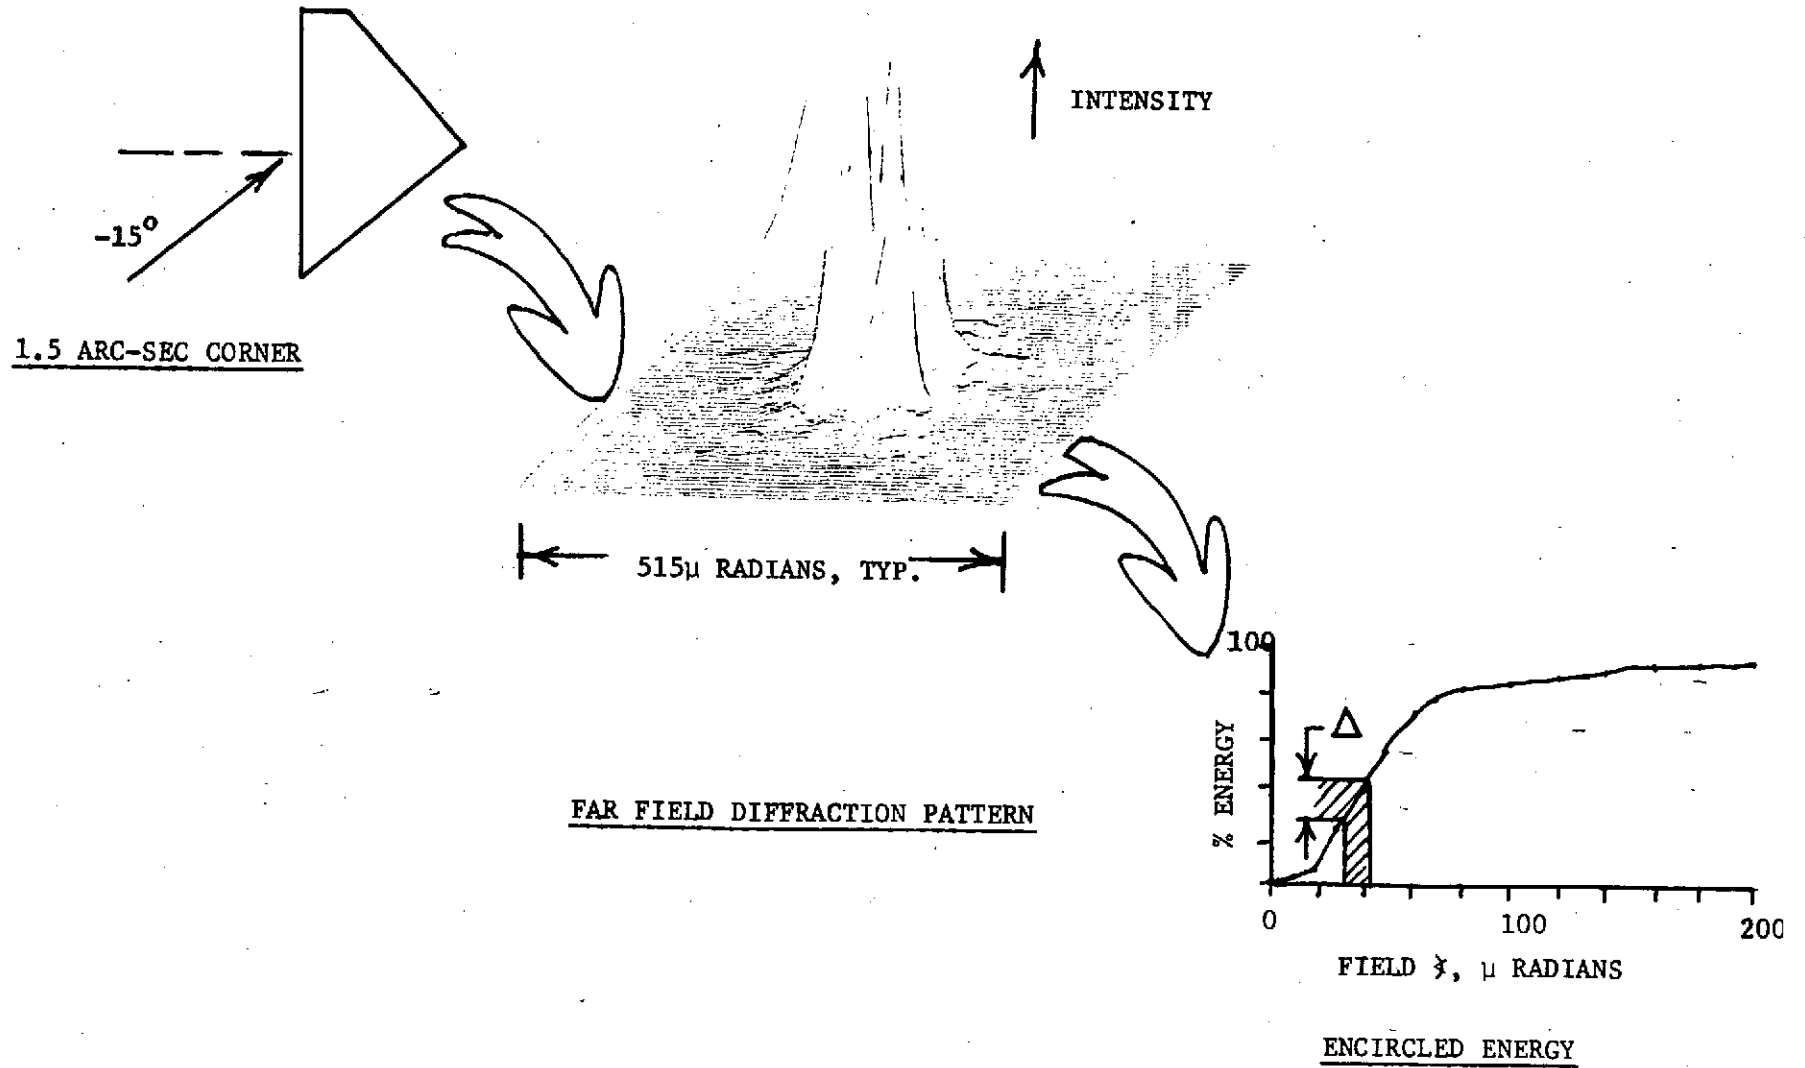 INTENSITY
-15°
1.5 ARC-SEC CORNER
515μ RADIANS, TYP.
FAR FIELD DIFFRACTION PATTERN
100
Δ
% ENERGY
0
100
200
FIELD ∢, μ RADIANS
ENCIRCLED ENERGY